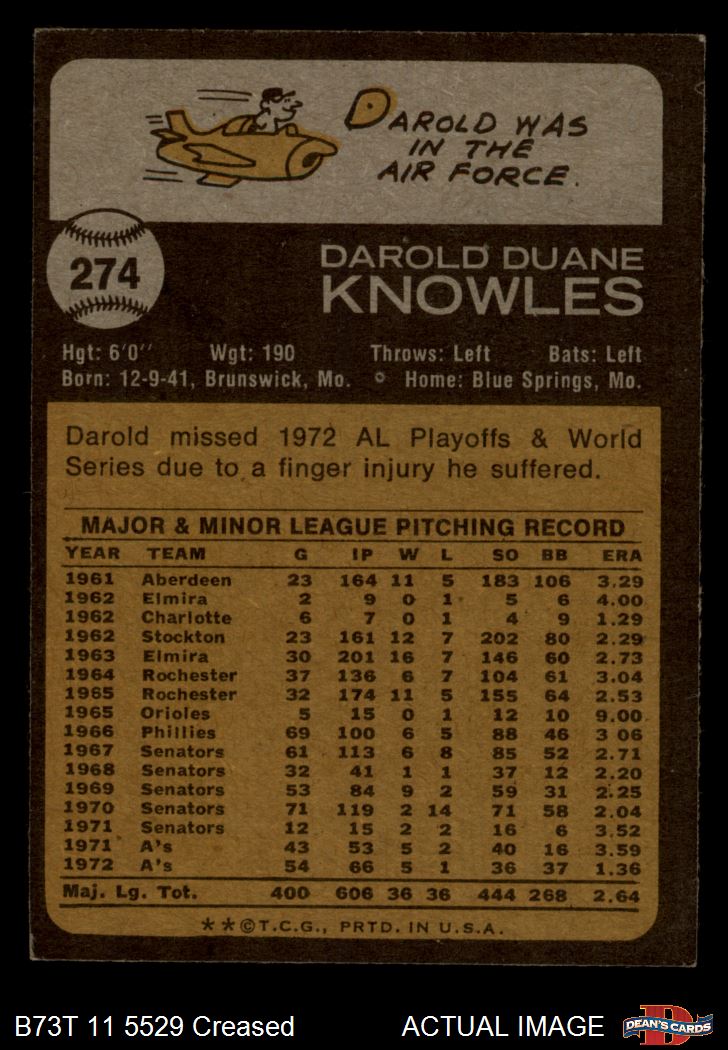 DAROLD WAS
IN THE
AIR FORCE.
274
DAROLD DUANE
KNOWLES
Hgt: 6'0" Wgt: 190 Throws: Left Bats: Left
Born: 12-9-41, Brunswick, Mo. Home: Blue Springs, Mo.
Darold missed 1972 AL Playoffs & World
Series due to a finger injury he suffered.
MAJOR & MINOR LEAGUE PITCHING RECORD
YEAR TEAM G IP W L SO BB ERA
1961 Aberdeen 23 164 11 5 183 106 3.29
1962 Elmira 2 9 0 1 5 6 4.00
1962 Charlotte 6 7 0 1 4 9 1.29
1962 Stockton 23 161 12 7 202 80 2.29
1963 Elmira 30 201 16 7 146 60 2.73
1964 Rochester 37 136 6 7 104 61 3.04
1965 Rochester 32 174 11 5 155 64 2.53
1965 Orioles 5 15 0 1 12 10 9.00
1966 Phillies 69 100 6 5 88 46 3 06
1967 Senators 61 113 6 8 85 52 2.71
1968 Senators 32 41 1 1 37 12 2.20
1969 Senators 53 84 9 2 59 31 2.25
1970 Senators 71 119 2 14 71 58 2.04
1971 Senators 12 15 2 2 16 6 3.52
1971 A's 43 53 5 2 40 16 3.59
1972 A's 54 66 5 1 36 37 1.36
Maj. Lg. Tot. 400 606 36 36 444 268 2.64
**©T.C.G., PRTD. IN U.S.A.
B73T 11 5529 Creased ACTUAL IMAGE
D
DEAN'S CARDS